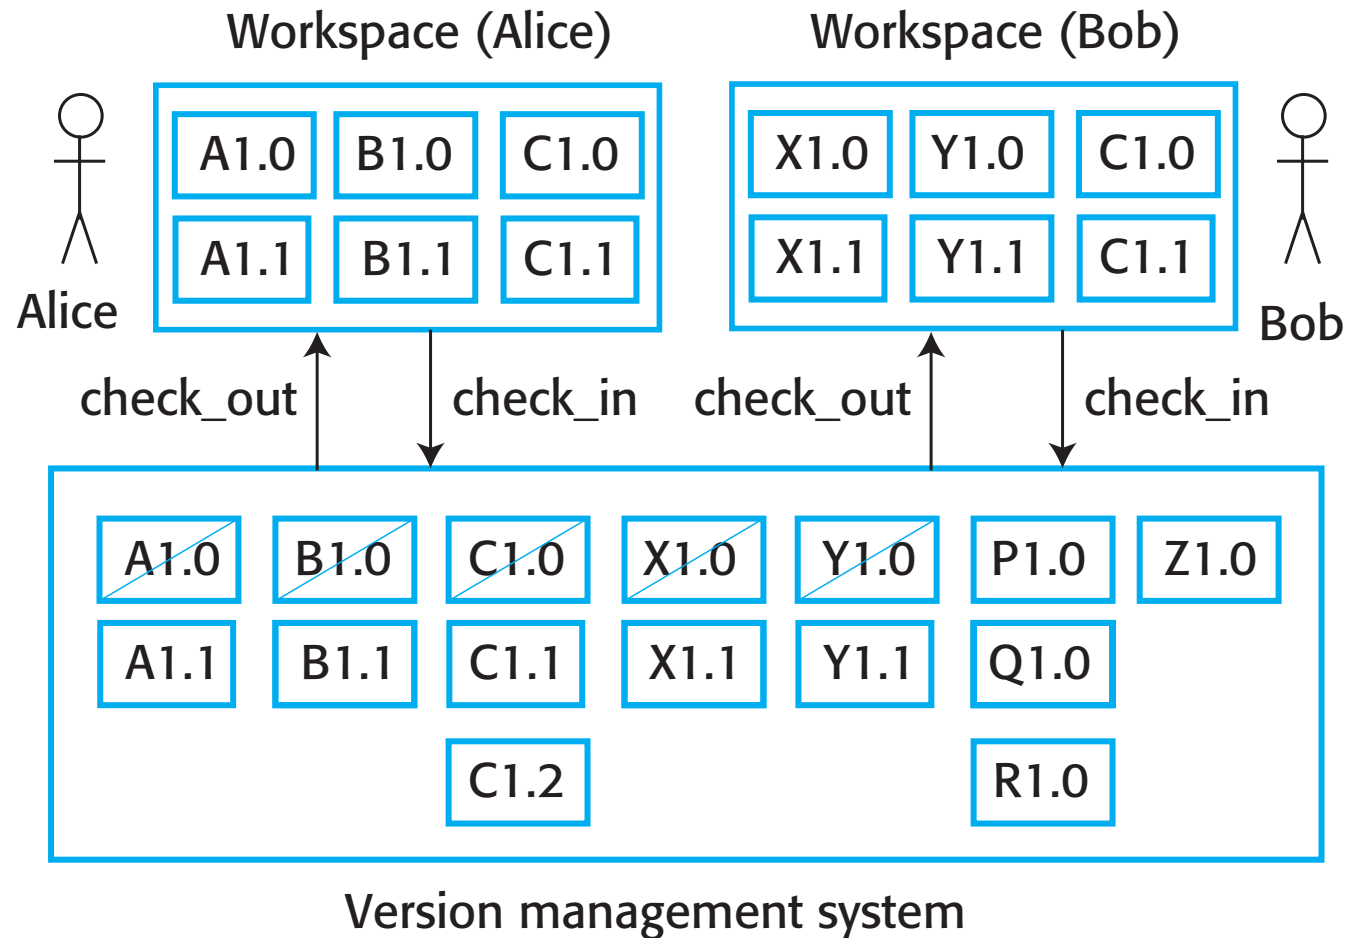 Workspace (Alice) Workspace (Bob)
A1.0 B1.0 C1.0 X1.0 Y1.0 C1.0
A1.1 B1.1 C1.1 X1.1 Y1.1 C1.1
Alice Bob
check_out check_in check_out check_in
A1.0 B1.0 C1.0 X1.0 Y1.0 P1.0 Z1.0
A1.1 B1.1 C1.1 X1.1 Y1.1 Q1.0
C1.2 R1.0
Version management system